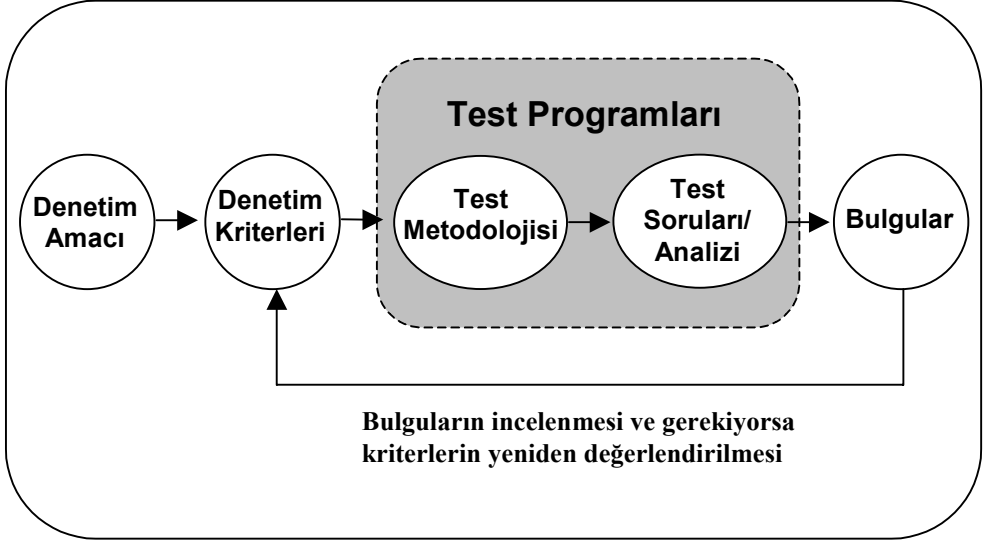 Test Programları
Denetim
Amacı
Denetim
Kriterleri
Test
Metodolojisi
Test
Soruları/
Analizi
Bulgular
Bulguların incelenmesi ve gerekiyorsa
kriterlerin yeniden değerlendirilmesi